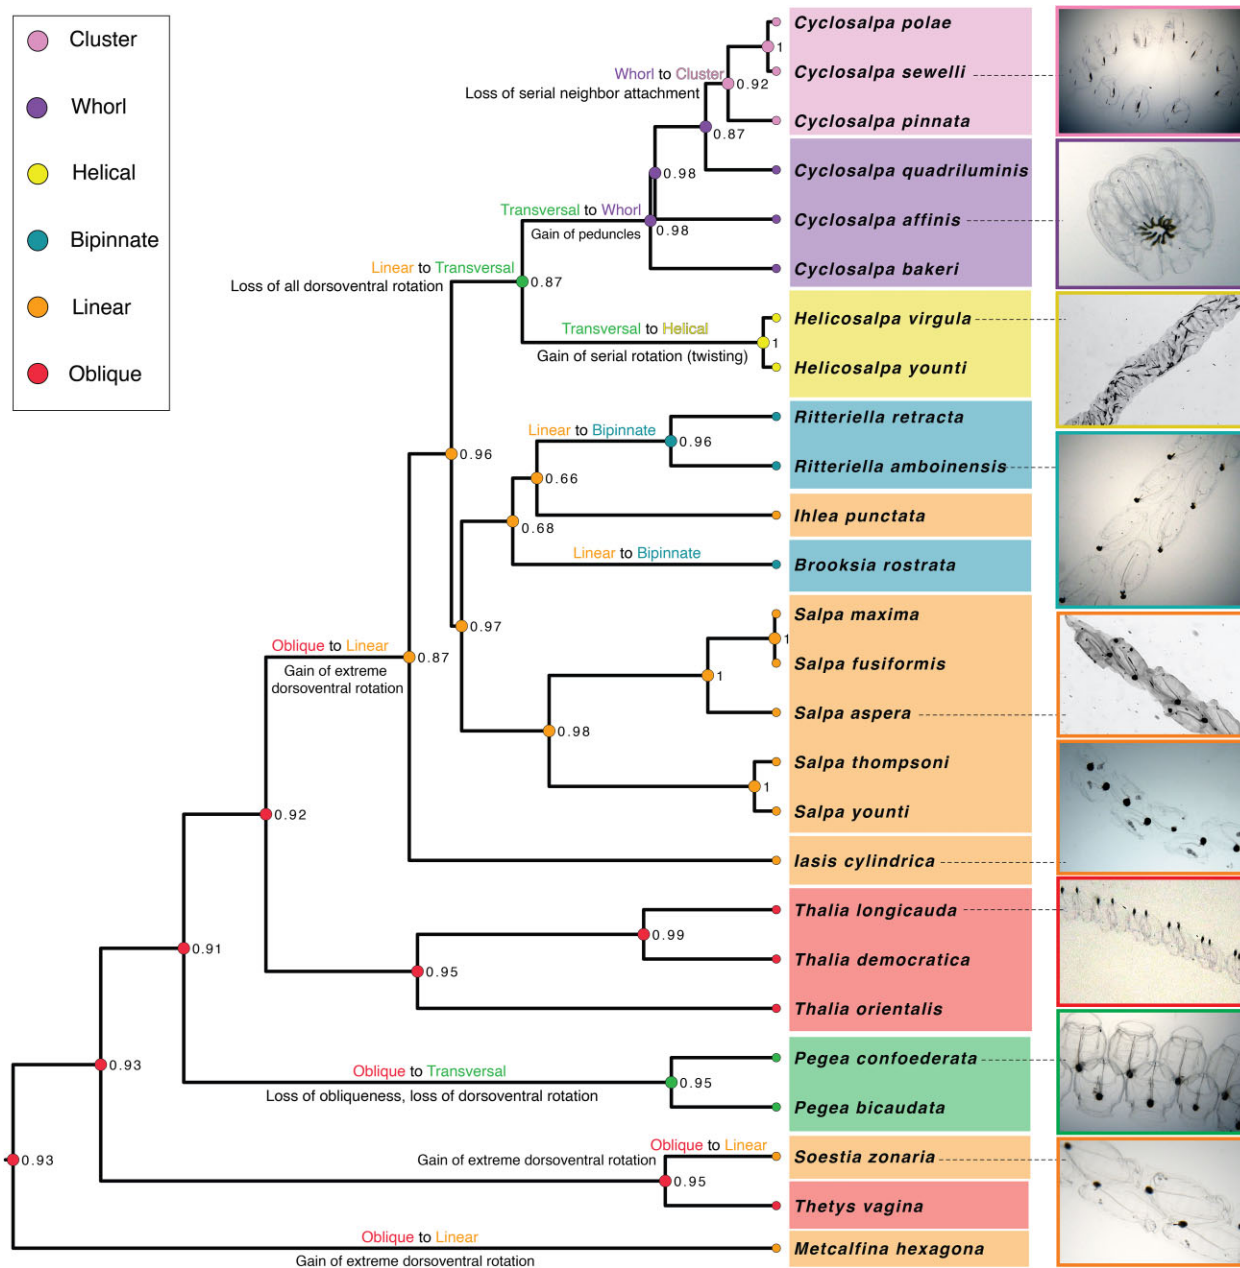 Cluster
Whorl
Helical
Bipinnate
Linear
Oblique
Cyclosalpa polae
1
Whorl to Cluster
Cyclosalpa sewelli
0.92
Loss of serial neighbor attachment
Cyclosalpa pinnata
0.87
Cyclosalpa quadriluminis
0.98
Transversal to Whorl
Cyclosalpa affinis
Gain of peduncles
0.98
Linear to Transversal
Cyclosalpa bakeri
Loss of all dorsoventral rotation
0.87
Helicosalpa virgula
Transversal to Helical
1
Gain of serial rotation (twisting)
Helicosalpa younti
Ritteriella retracta
Linear to Bipinnate
0.96
0.96
Ritteriella amboinensis
0.66
Ihlea punctata
0.68
Linear to Bipinnate
Brooksia rostrata
Salpa maxima
0.97
1
Oblique to Linear
0.87
Salpa fusiformis
Gain of extreme
dorsoventral rotation
1
Salpa aspera
0.98
Salpa thompsoni
1
Salpa younti
0.92
Iasis cylindrica
Thalia longicauda
0.99
0.91
Thalia democratica
0.95
Thalia orientalis
Pegea confoederata
0.93
Oblique to Transversal
0.95
Loss of obliqueness, loss of dorsoventral rotation
Pegea bicaudata
Oblique to Linear
0.93
Gain of extreme dorsoventral rotation
Soestia zonaria
0.95
Thetys vagina
Oblique to Linear
Metcalfina hexagona
Gain of extreme dorsoventral rotation